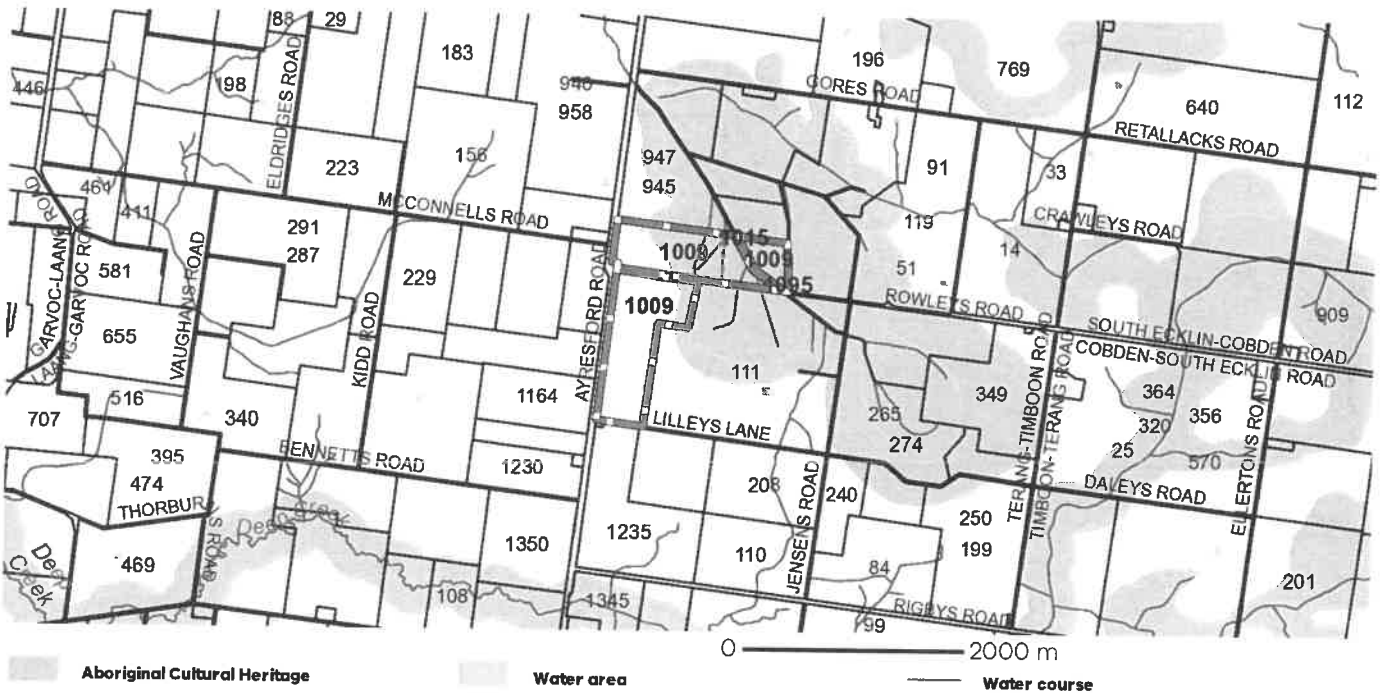 88
29
183
196
769
112
446
98
ELDRIDGES ROAD
946
958
GORES ROAD
640
RETALLACKS ROAD
223
156
947
945
91
33
464
411
MCCONNELLS ROAD
119
CRAWLEYS ROAD
291
287
1015
1009
1009
14
GARVOC-LAANG ROAD
LAANG-GARVOC ROAD
581
VAUGHANS ROAD
229
51
1095
ROWLEYS ROAD
909
1009
SOUTH ECKLIN-COBDEN ROAD
COBDEN-SOUTH ECKLIN ROAD
655
KIDD ROAD
AYRESFORD ROAD
111
349
364
356
320
516
340
1164
265
274
TERANG-TIMBOON ROAD
TIMBOON-TERANG ROAD
ELLERTONS ROAD
707
LILLEYS LANE
25
570
395
BENNETTS ROAD
1230
474
208
240
DALEYS ROAD
THORBURNS ROAD
Deep Creek
JENSENS ROAD
250
199
1350
1235
110
469
Deep Creek
84
201
108
1345
RIGBYS ROAD
99
0 2000 m
Aboriginal Cultural Heritage
Water area
Water course